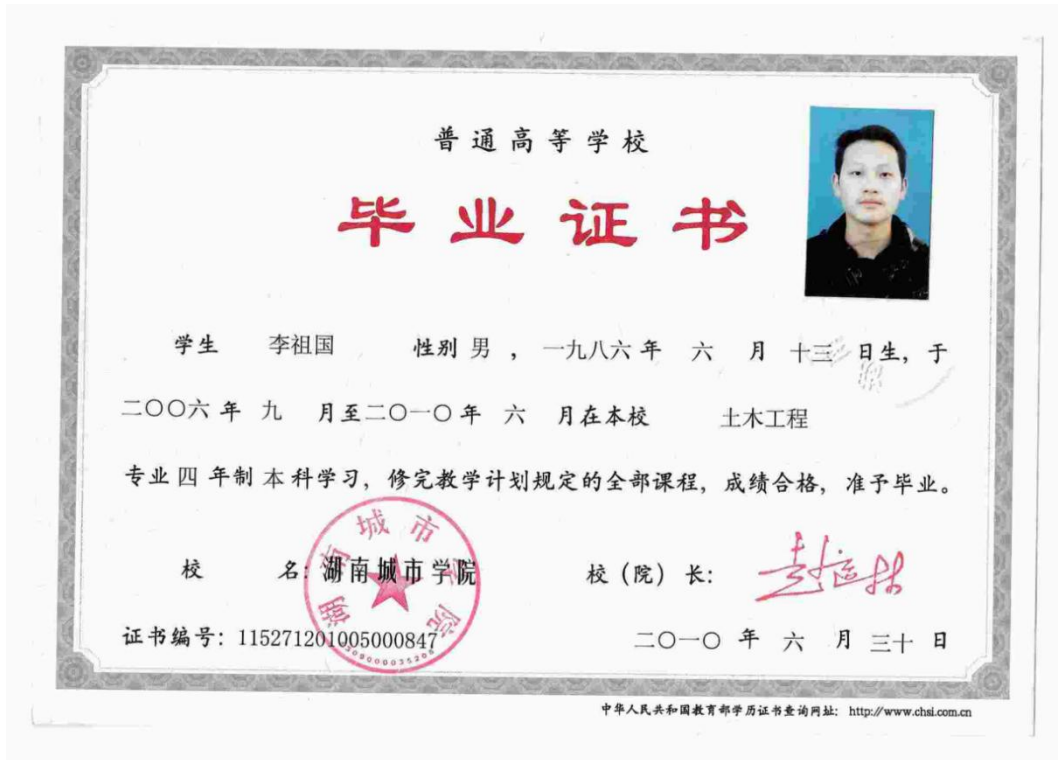 普通高等学校
毕业证书
学生 李祖国 性别 男 ，一九八六 年 六 月 十三 日生，于
二〇〇六 年 九 月至二〇一〇 年 六 月在本校 土木工程
专业 四 年制 本 科学习，修完教学计划规定的全部课程，成绩合格，准予毕业。
湖南城市学院
校 名：湖南城市学院 校（院）长：
证书编号：115271201005000847 二〇一〇 年 六 月 三十 日
中华人民共和国教育部学历证书查询网址：http://www.chsi.com.cn